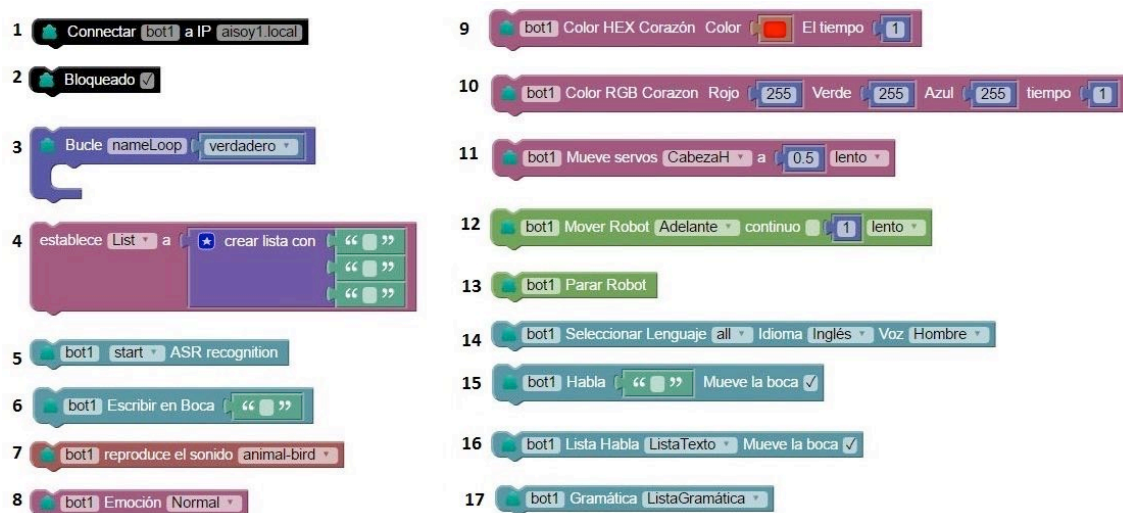 1 Connectar bot1 a IP aisoy1.local
2 Bloqueado
3 Bucle nameLoop verdadero
4 establece List a crear lista con “ ”
“ ”
“ ”
5 bot1 start ASR recognition
6 bot1 Escribir en Boca “ ”
7 bot1 reproduce el sonido animal-bird
8 bot1 Emoción Normal
9 bot1 Color HEX Corazón Color El tiempo 1
10 bot1 Color RGB Corazon Rojo 255 Verde 255 Azul 255 tiempo 1
11 bot1 Mueve servos CabezaH a 0.5 lento
12 bot1 Mover Robot Adelante continuo 1 lento
13 bot1 Parar Robot
14 bot1 Seleccionar Lenguaje all Idioma Inglés Voz Hombre
15 bot1 Habla “ ” Mueve la boca
16 bot1 Lista Habla ListaTexto Mueve la boca
17 bot1 Gramática ListaGramática